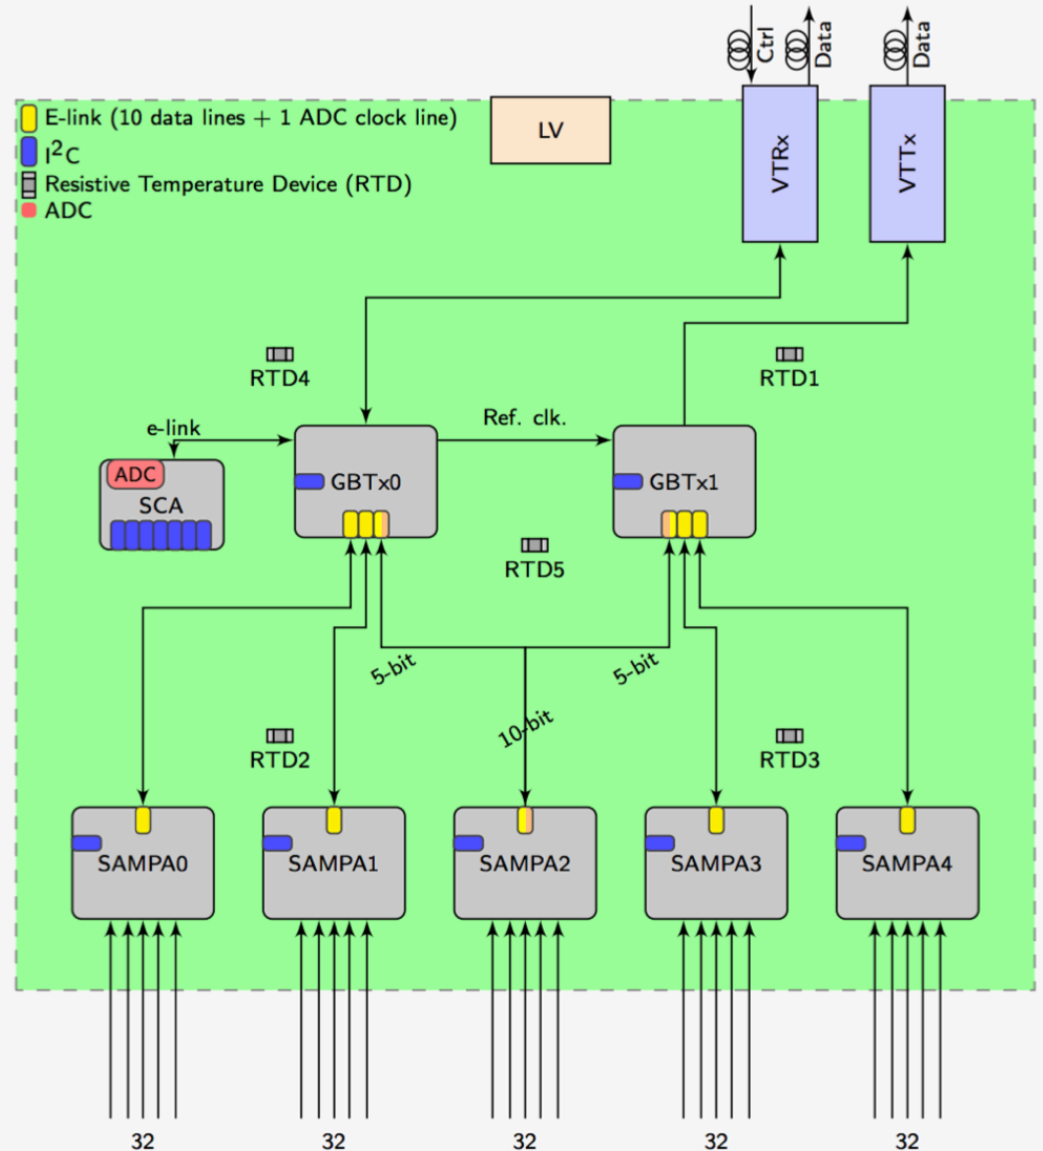 Ctrl
Data
Data
E-link (10 data lines + 1 ADC clock line)
I²C
Resistive Temperature Device (RTD)
ADC
LV
VTRx
VTTx
RTD4
RTD1
e-link
Ref. clk.
ADC
SCA
GBTx0
GBTx1
RTD5
5-bit
5-bit
10-bit
RTD2
RTD3
SAMPA0
SAMPA1
SAMPA2
SAMPA3
SAMPA4
32
32
32
32
32